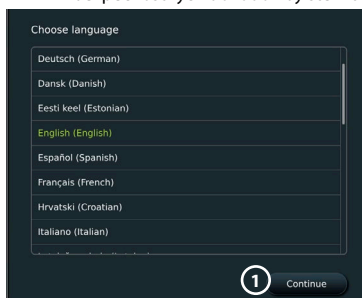 Choose language
Deutsch (German)
Dansk (Danish)
Eesti keel (Estonian)
English (English)
Español (Spanish)
Français (French)
Hrvatski (Croatian)
Italiano (Italian)
1 Continue